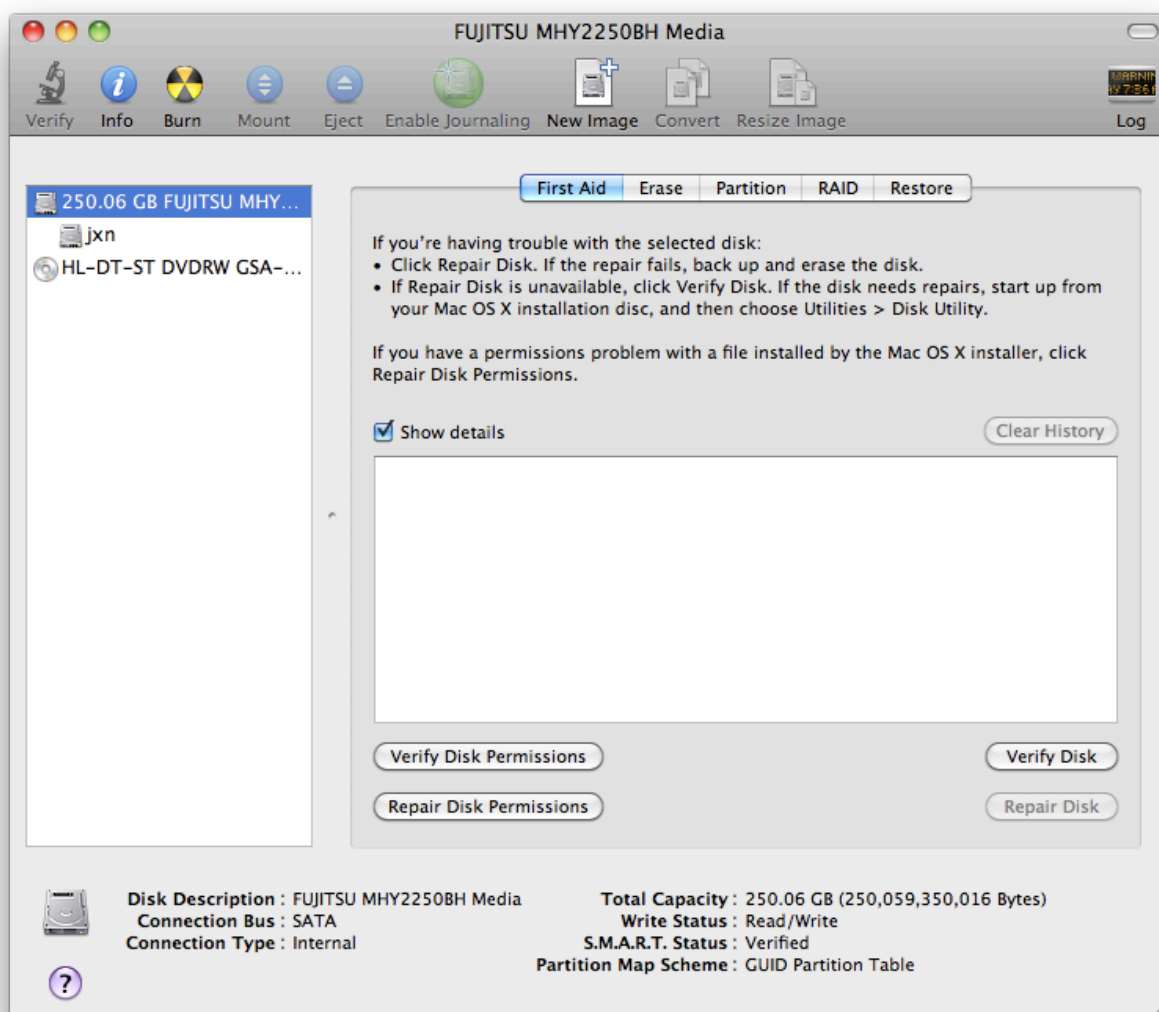 FUJITSU MHY2250BH Media
Verify Info Burn Mount Eject Enable Journaling New Image Convert Resize Image Log
250.06 GB FUJITSU MHY...
jxn
HL-DT-ST DVDRW GSA-...
First Aid Erase Partition RAID Restore
If you're having trouble with the selected disk:
• Click Repair Disk. If the repair fails, back up and erase the disk.
• If Repair Disk is unavailable, click Verify Disk. If the disk needs repairs, start up from
your Mac OS X installation disc, and then choose Utilities > Disk Utility.
If you have a permissions problem with a file installed by the Mac OS X installer, click
Repair Disk Permissions.
Show details Clear History
Verify Disk Permissions Verify Disk
Repair Disk Permissions Repair Disk
Disk Description : FUJITSU MHY2250BH Media
Connection Bus : SATA
Connection Type : Internal
Total Capacity : 250.06 GB (250,059,350,016 Bytes)
Write Status : Read/Write
S.M.A.R.T. Status : Verified
Partition Map Scheme : GUID Partition Table
?